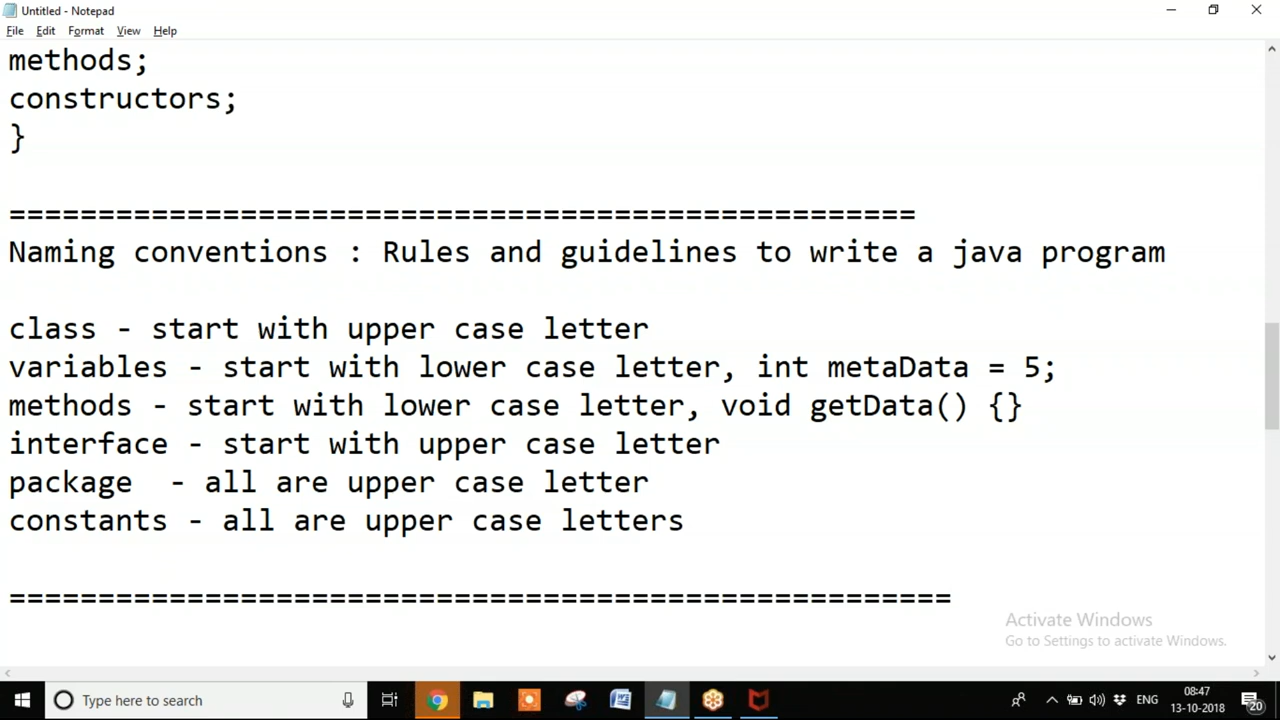 Untitled - Notepad
File Edit Format View Help
methods;
constructors;
}
===================================================
Naming conventions : Rules and guidelines to write a java program
class - start with upper case letter
variables - start with lower case letter, int metaData = 5;
methods - start with lower case letter, void getData() {}
interface - start with upper case letter
package  - all are upper case letter
constants - all are upper case letters
=====================================================
Activate Windows
Go to Settings to activate Windows.
Type here to search
ENG
08:47
13-10-2018
20